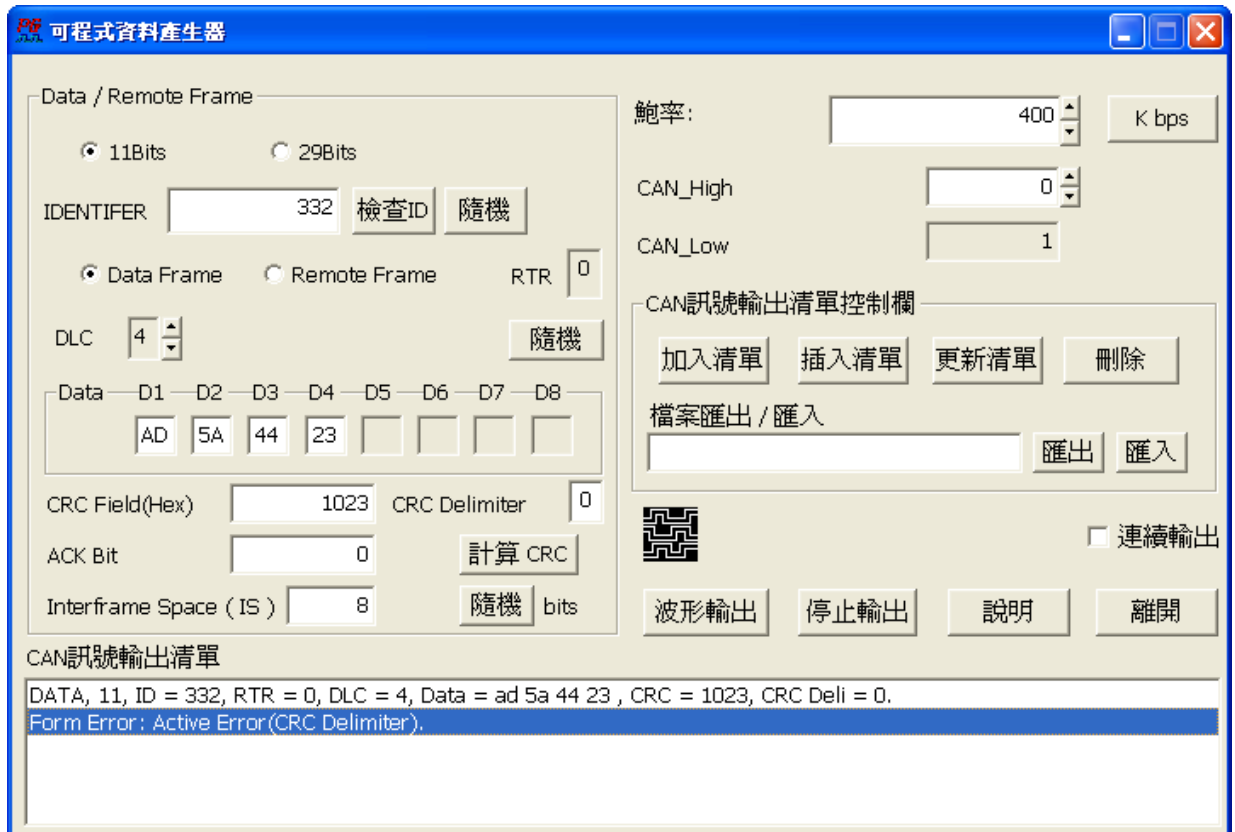 可程式資料產生器
Data / Remote Frame
11Bits 29Bits
IDENTIFER 332 檢查ID 隨機
Data Frame Remote Frame RTR 0
DLC 4 隨機
Data D1 D2 D3 D4 D5 D6 D7 D8
AD 5A 44 23
CRC Field(Hex) 1023 CRC Delimiter 0
ACK Bit 0 計算 CRC
Interframe Space ( IS ) 8 隨機 bits
鮑率: 400 K bps
CAN_High 0
CAN_Low 1
CAN訊號輸出清單控制欄
加入清單 插入清單 更新清單 刪除
檔案匯出 / 匯入
匯出 匯入
連續輸出
波形輸出 停止輸出 說明 離開
CAN訊號輸出清單
DATA, 11, ID = 332, RTR = 0, DLC = 4, Data = ad 5a 44 23 , CRC = 1023, CRC Deli = 0.
Form Error: Active Error(CRC Delimiter).